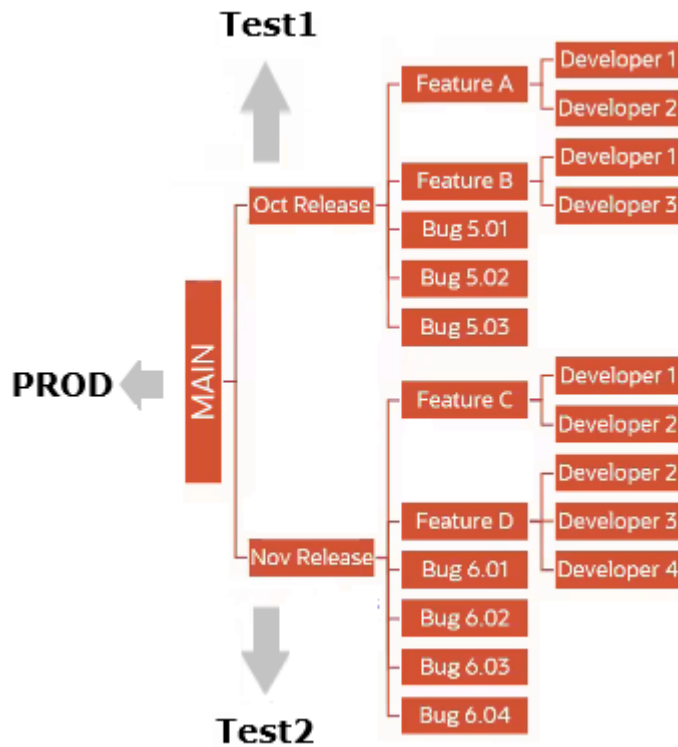 Test1
Developer 1
Feature A
Developer 2
Developer 1
Feature B
Oct Release
Developer 3
Bug 5.01
Bug 5.02
Bug 5.03
PROD
MAIN
Developer 1
Feature C
Developer 2
Developer 2
Feature D
Developer 3
Nov Release
Bug 6.01
Developer 4
Bug 6.02
Bug 6.03
Bug 6.04
Test2